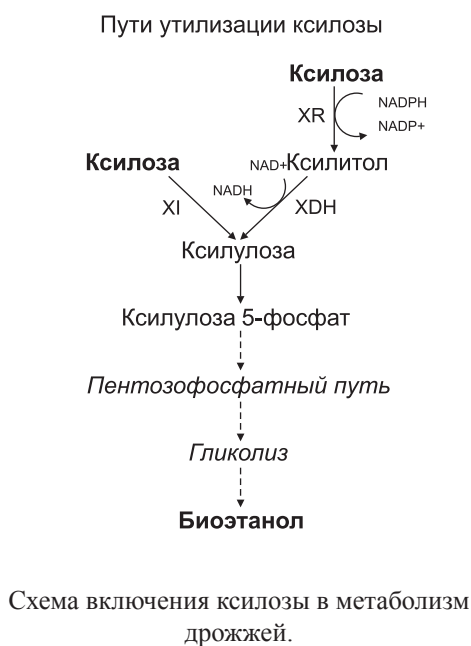 Пути утилизации ксилозы
Ксилоза
XR
NADPH
NADP+
Ксилоза
NAD+
Ксилитол
NADH
XI
XDH
Ксилулоза
Ксилулоза 5-фосфат
Пентозофосфатный путь
Гликолиз
Биоэтанол
Схема включения ксилозы в метаболизм
дрожжей.